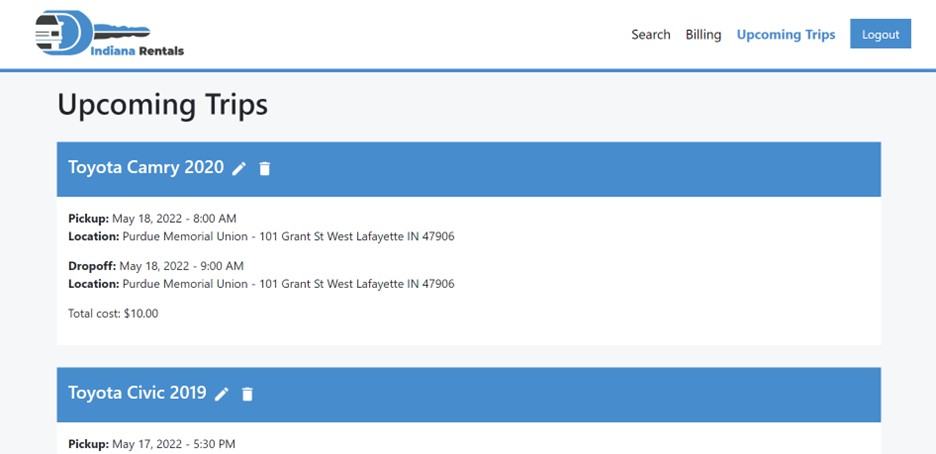 Indiana Rentals
Search Billing Upcoming Trips Logout
Upcoming Trips
Toyota Camry 2020
Pickup: May 18, 2022 - 8:00 AM
Location: Purdue Memorial Union - 101 Grant St West Lafayette IN 47906
Dropoff: May 18, 2022 - 9:00 AM
Location: Purdue Memorial Union - 101 Grant St West Lafayette IN 47906
Total cost: $10.00
Toyota Civic 2019
Pickup: May 17, 2022 - 5:30 PM